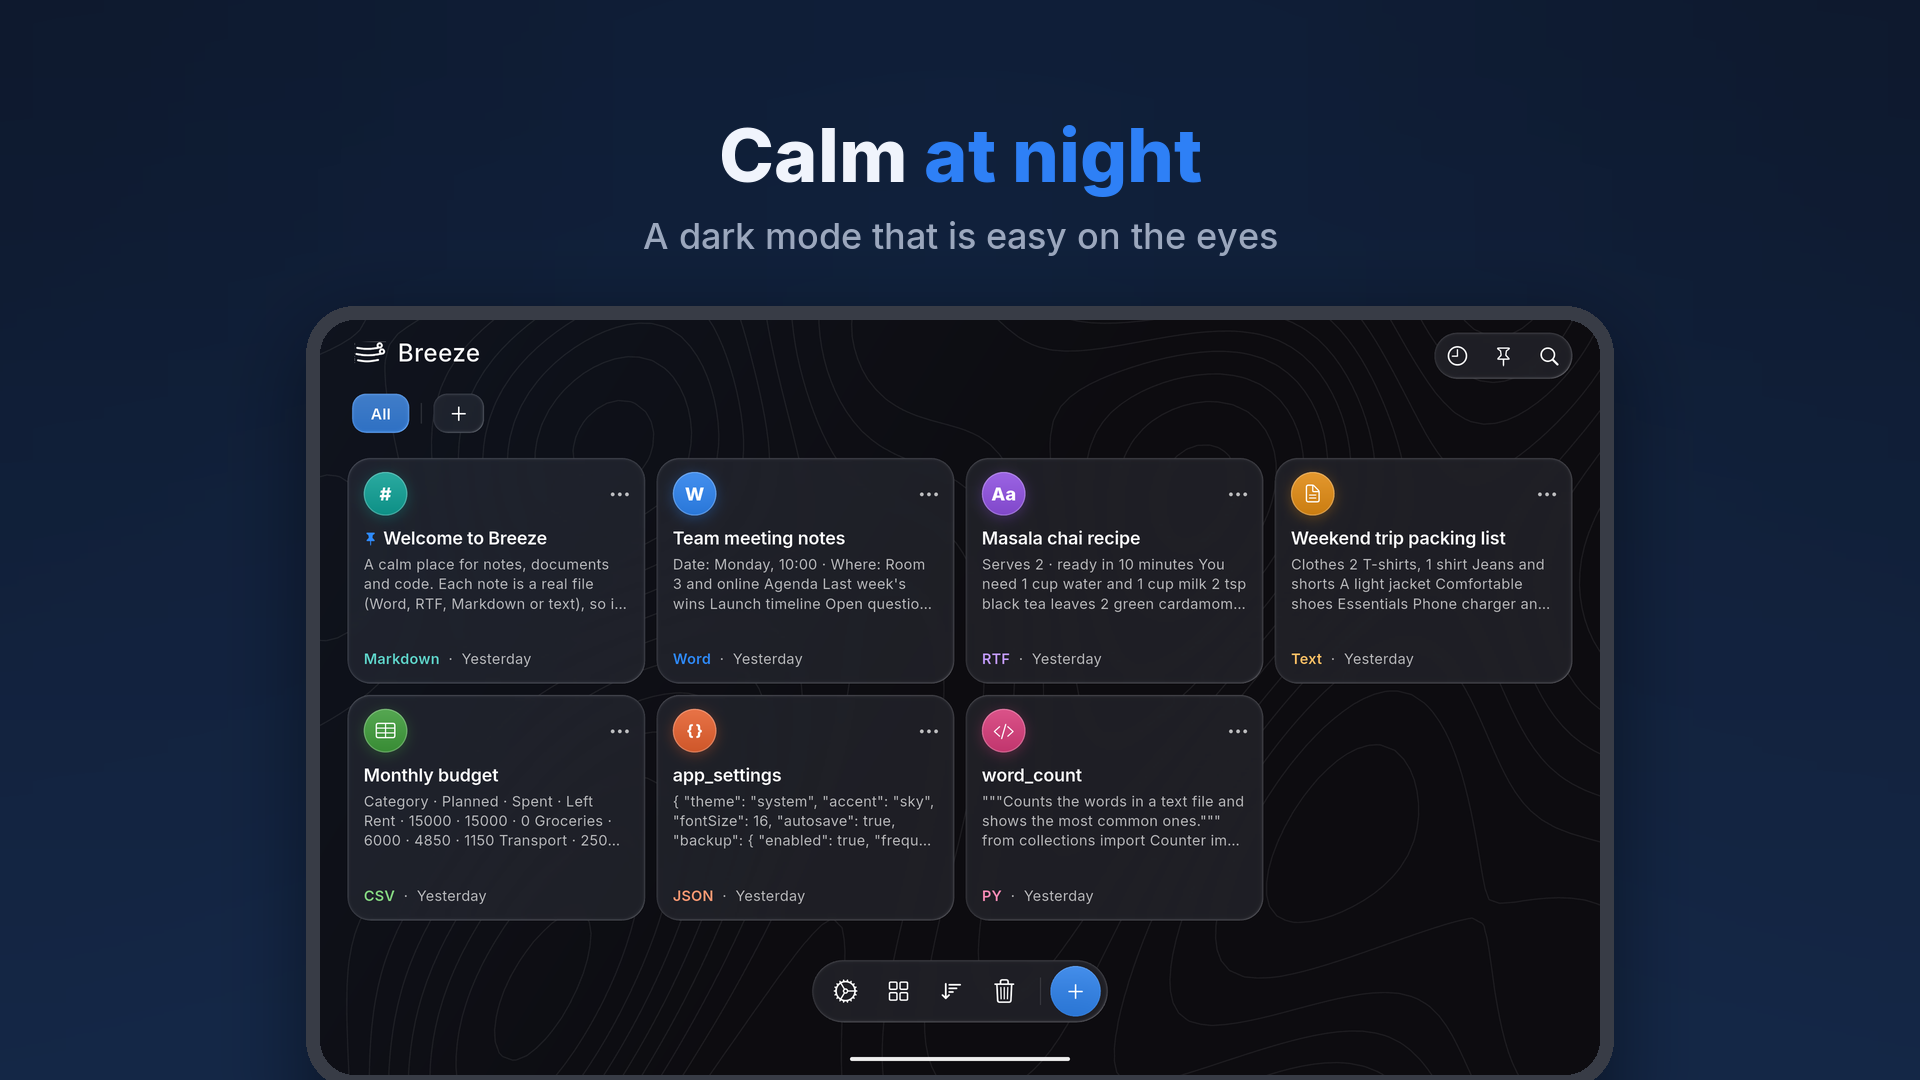 Calm at night
A dark mode that is easy on the eyes
Breeze
All
#
Welcome to Breeze
A calm place for notes, documents
and code. Each note is a real file
(Word, RTF, Markdown or text), so i...
Markdown · Yesterday
W
Team meeting notes
Date: Monday, 10:00 · Where: Room
3 and online Agenda Last week's
wins Launch timeline Open questio...
Word · Yesterday
Aa
Masala chai recipe
Serves 2 · ready in 10 minutes You
need 1 cup water and 1 cup milk 2 tsp
black tea leaves 2 green cardamom...
RTF · Yesterday
Weekend trip packing list
Clothes 2 T-shirts, 1 shirt Jeans and
shorts A light jacket Comfortable
shoes Essentials Phone charger an...
Text · Yesterday
Monthly budget
Category · Planned · Spent · Left
Rent · 15000 · 15000 · 0 Groceries ·
6000 · 4850 · 1150 Transport · 250...
CSV · Yesterday
{}
app_settings
{ "theme": "system", "accent": "sky",
"fontSize": 16, "autosave": true,
"backup": { "enabled": true, "frequ...
JSON · Yesterday
</>
word_count
"""Counts the words in a text file and
shows the most common ones."""
from collections import Counter im...
PY · Yesterday